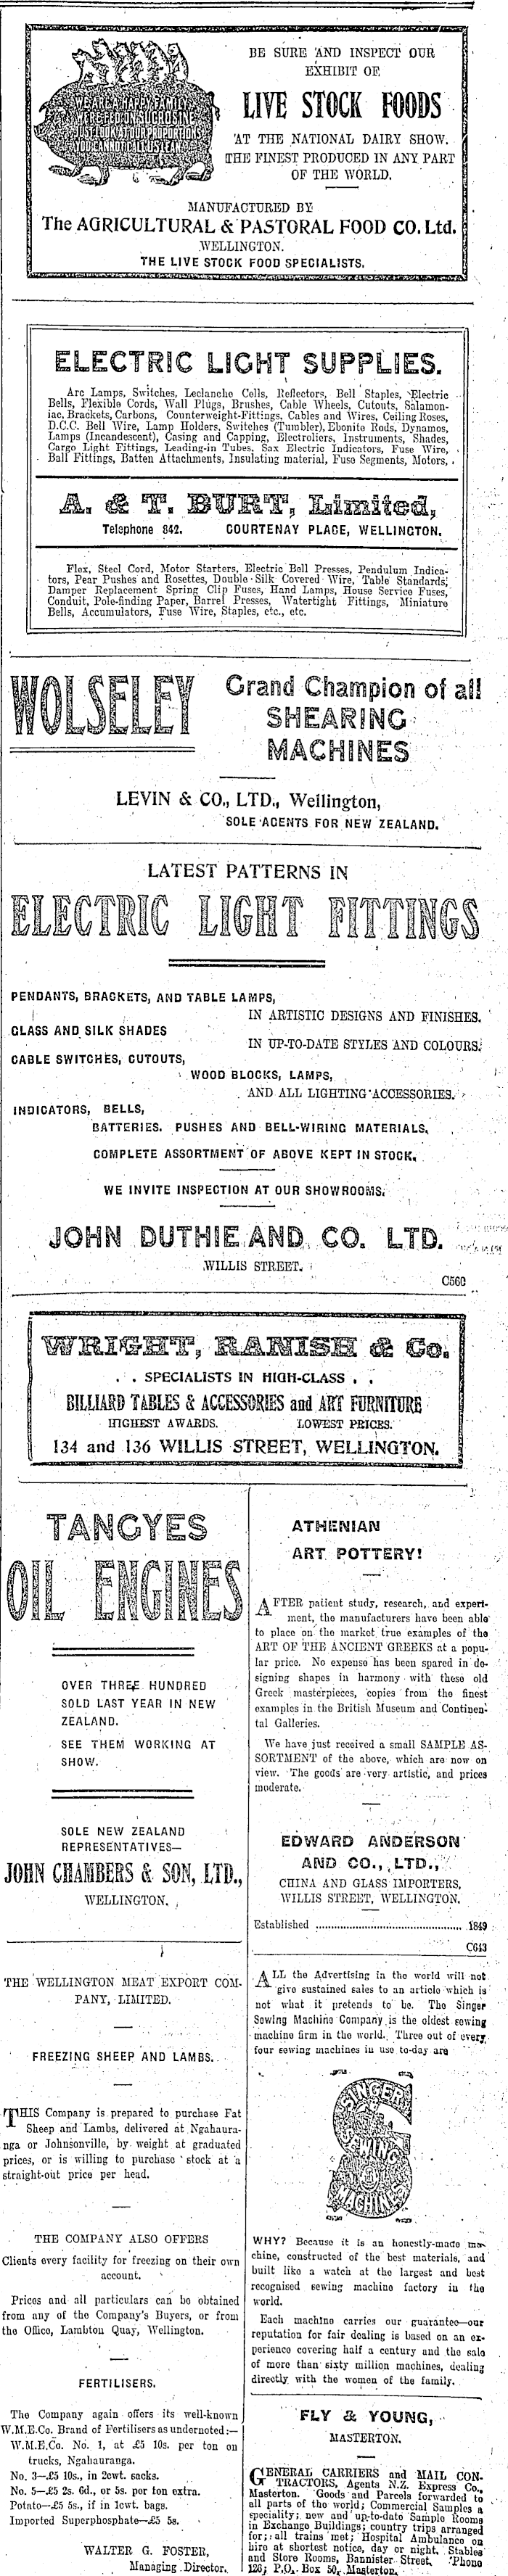 WE ARE A HAPPY FAMILY
WERE FED ON SUCROSINE
JUST LOOK AT OUR PROPORTIONS
YOU CANNOT CALL US LEAN
BE SURE AND INSPECT OUR
EXHIBIT OF
LIVE STOCK FOODS
AT THE NATIONAL DAIRY SHOW.
THE FINEST PRODUCED IN ANY PART
OF THE WORLD.
MANUFACTURED BY
The AGRICULTURAL & PASTORAL FOOD CO. Ltd.
WELLINGTON.
THE LIVE STOCK FOOD SPECIALISTS.
ELECTRIC LIGHT SUPPLIES.
Arc Lamps, Switches, Leclanche Cells, Reflectors, Bell Staples, Electric
Bells, Flexible Cords, Wall Plugs, Brushes, Cable Wheels, Cutouts, Salamon-
iac, Brackets, Carbons, Counterweight-Fittings, Cables and Wires, Ceiling Roses,
D.C.C. Bell Wire, Lamp Holders, Switches (Tumbler), Ebonite Rods, Dynamos,
Lamps (Incandescent), Casing and Capping, Electroliers, Instruments, Shades,
Cargo Light Fittings, Leading-in Tubes, Sax Electric Indicators, Fuse Wire,
Ball Fittings, Batten Attachments, Insulating material, Fuse Segments, Motors,
A. & T. BURT, Limited,
Telephone 842. COURTENAY PLACE, WELLINGTON.
Flex, Steel Cord, Motor Starters, Electric Bell Presses, Pendulum Indica-
tors, Pear Pushes and Rosettes, Double Silk Covered Wire, Table Standards,
Damper Replacement Spring Clip Fuses, Hand Lamps, House Service Fuses,
Conduit, Pole-finding Paper, Barrel Presses, Watertight Fittings, Miniature
Bells, Accumulators, Fuse Wire, Staples, etc., etc.
WOLSELEY
Grand Champion of all
SHEARING
MACHINES
LEVIN & CO., LTD., Wellington,
SOLE AGENTS FOR NEW ZEALAND.
LATEST PATTERNS IN
ELECTRIC LIGHT FITTINGS
PENDANTS, BRACKETS, AND TABLE LAMPS,
IN ARTISTIC DESIGNS AND FINISHES.
GLASS AND SILK SHADES
IN UP-TO-DATE STYLES AND COLOURS.
CABLE SWITCHES, CUTOUTS,
WOOD BLOCKS, LAMPS,
AND ALL LIGHTING ACCESSORIES.
INDICATORS, BELLS,
BATTERIES. PUSHES AND BELL-WIRING MATERIALS.
COMPLETE ASSORTMENT OF ABOVE KEPT IN STOCK.
WE INVITE INSPECTION AT OUR SHOWROOMS.
JOHN DUTHIE AND CO. LTD.
WILLIS STREET.
C560
WRIGHT, RANISH & Co.
. . SPECIALISTS IN HIGH-CLASS . .
BILLIARD TABLES & ACCESSORIES and ART FURNITURE
HIGHEST AWARDS. LOWEST PRICES.
134 and 136 WILLIS STREET, WELLINGTON.
TANGYES
OIL ENGINES
OVER THREE HUNDRED
SOLD LAST YEAR IN NEW
ZEALAND.
SEE THEM WORKING AT
SHOW.
SOLE NEW ZEALAND
REPRESENTATIVES—
JOHN CHAMBERS & SON, LTD.,
WELLINGTON.
THE WELLINGTON MEAT EXPORT COM-
PANY, LIMITED.
FREEZING SHEEP AND LAMBS.
THIS Company is prepared to purchase Fat
Sheep and Lambs, delivered at Ngahaura-
nga or Johnsonville, by weight at graduated
prices, or is willing to purchase stock at a
straight-out price per head.
THE COMPANY ALSO OFFERS
Clients every facility for freezing on their own
account.
Prices and all particulars can be obtained
from any of the Company's Buyers, or from
the Office, Lambton Quay, Wellington.
FERTILISERS.
The Company again offers its well-known
W.M.E.Co. Brand of Fertilisers as undernoted:—
W.M.E.Co. No. 1, at £5 10s. per ton on
trucks, Ngahauranga.
No. 3—£5 10s., in 2cwt. sacks.
No. 5—£5 2s. 6d., or 5s. per ton extra.
Potato—£5 5s., if in 1cwt. bags.
Imported Superphosphate—£5 5s.
WALTER G. FOSTER,
Managing Director.
ATHENIAN
ART POTTERY!
AFTER patient study, research, and experi-
ment, the manufacturers have been able
to place on the market true examples of the
ART OF THE ANCIENT GREEKS at a popu-
lar price. No expense has been spared in de-
signing shapes in harmony with these old
Greek masterpieces, copies from the finest
examples in the British Museum and Continen-
tal Galleries.
We have just received a small SAMPLE AS-
SORTMENT of the above, which are now on
view. The goods are very artistic, and prices
moderate.
EDWARD ANDERSON
AND CO., LTD.,
CHINA AND GLASS IMPORTERS,
WILLIS STREET, WELLINGTON.
Established ........................ 1849
C643
ALL the Advertising in the world will not
give sustained sales to an article which is
not what it pretends to be. The Singer
Sewing Machine Company is the oldest sewing
machine firm in the world. Three out of every
four sewing machines in use to-day are
SINGER
SEWING
MACHINES
WHY? Because it is an honestly-made ma-
chine, constructed of the best materials, and
built like a watch at the largest and best
recognised sewing machine factory in the
world.
Each machine carries our guarantee—our
reputation for fair dealing is based on an ex-
perience covering half a century and the sale
of more than sixty million machines, dealing
directly with the women of the family.
FLY & YOUNG,
MASTERTON.
GENERAL CARRIERS and MAIL CON-
TRACTORS, Agents N.Z. Express Co.,
Masterton. Goods and Parcels forwarded to
all parts of the world; Commercial Samples a
speciality; new and up-to-date Sample Rooms
in Exchange Buildings; country trips arranged
for; all trains met; Hospital Ambulance on
hire at shortest notice, day or night. Stables
and Store Rooms, Bannister Street. 'Phone
126; P.O. Box 50, Masterton.